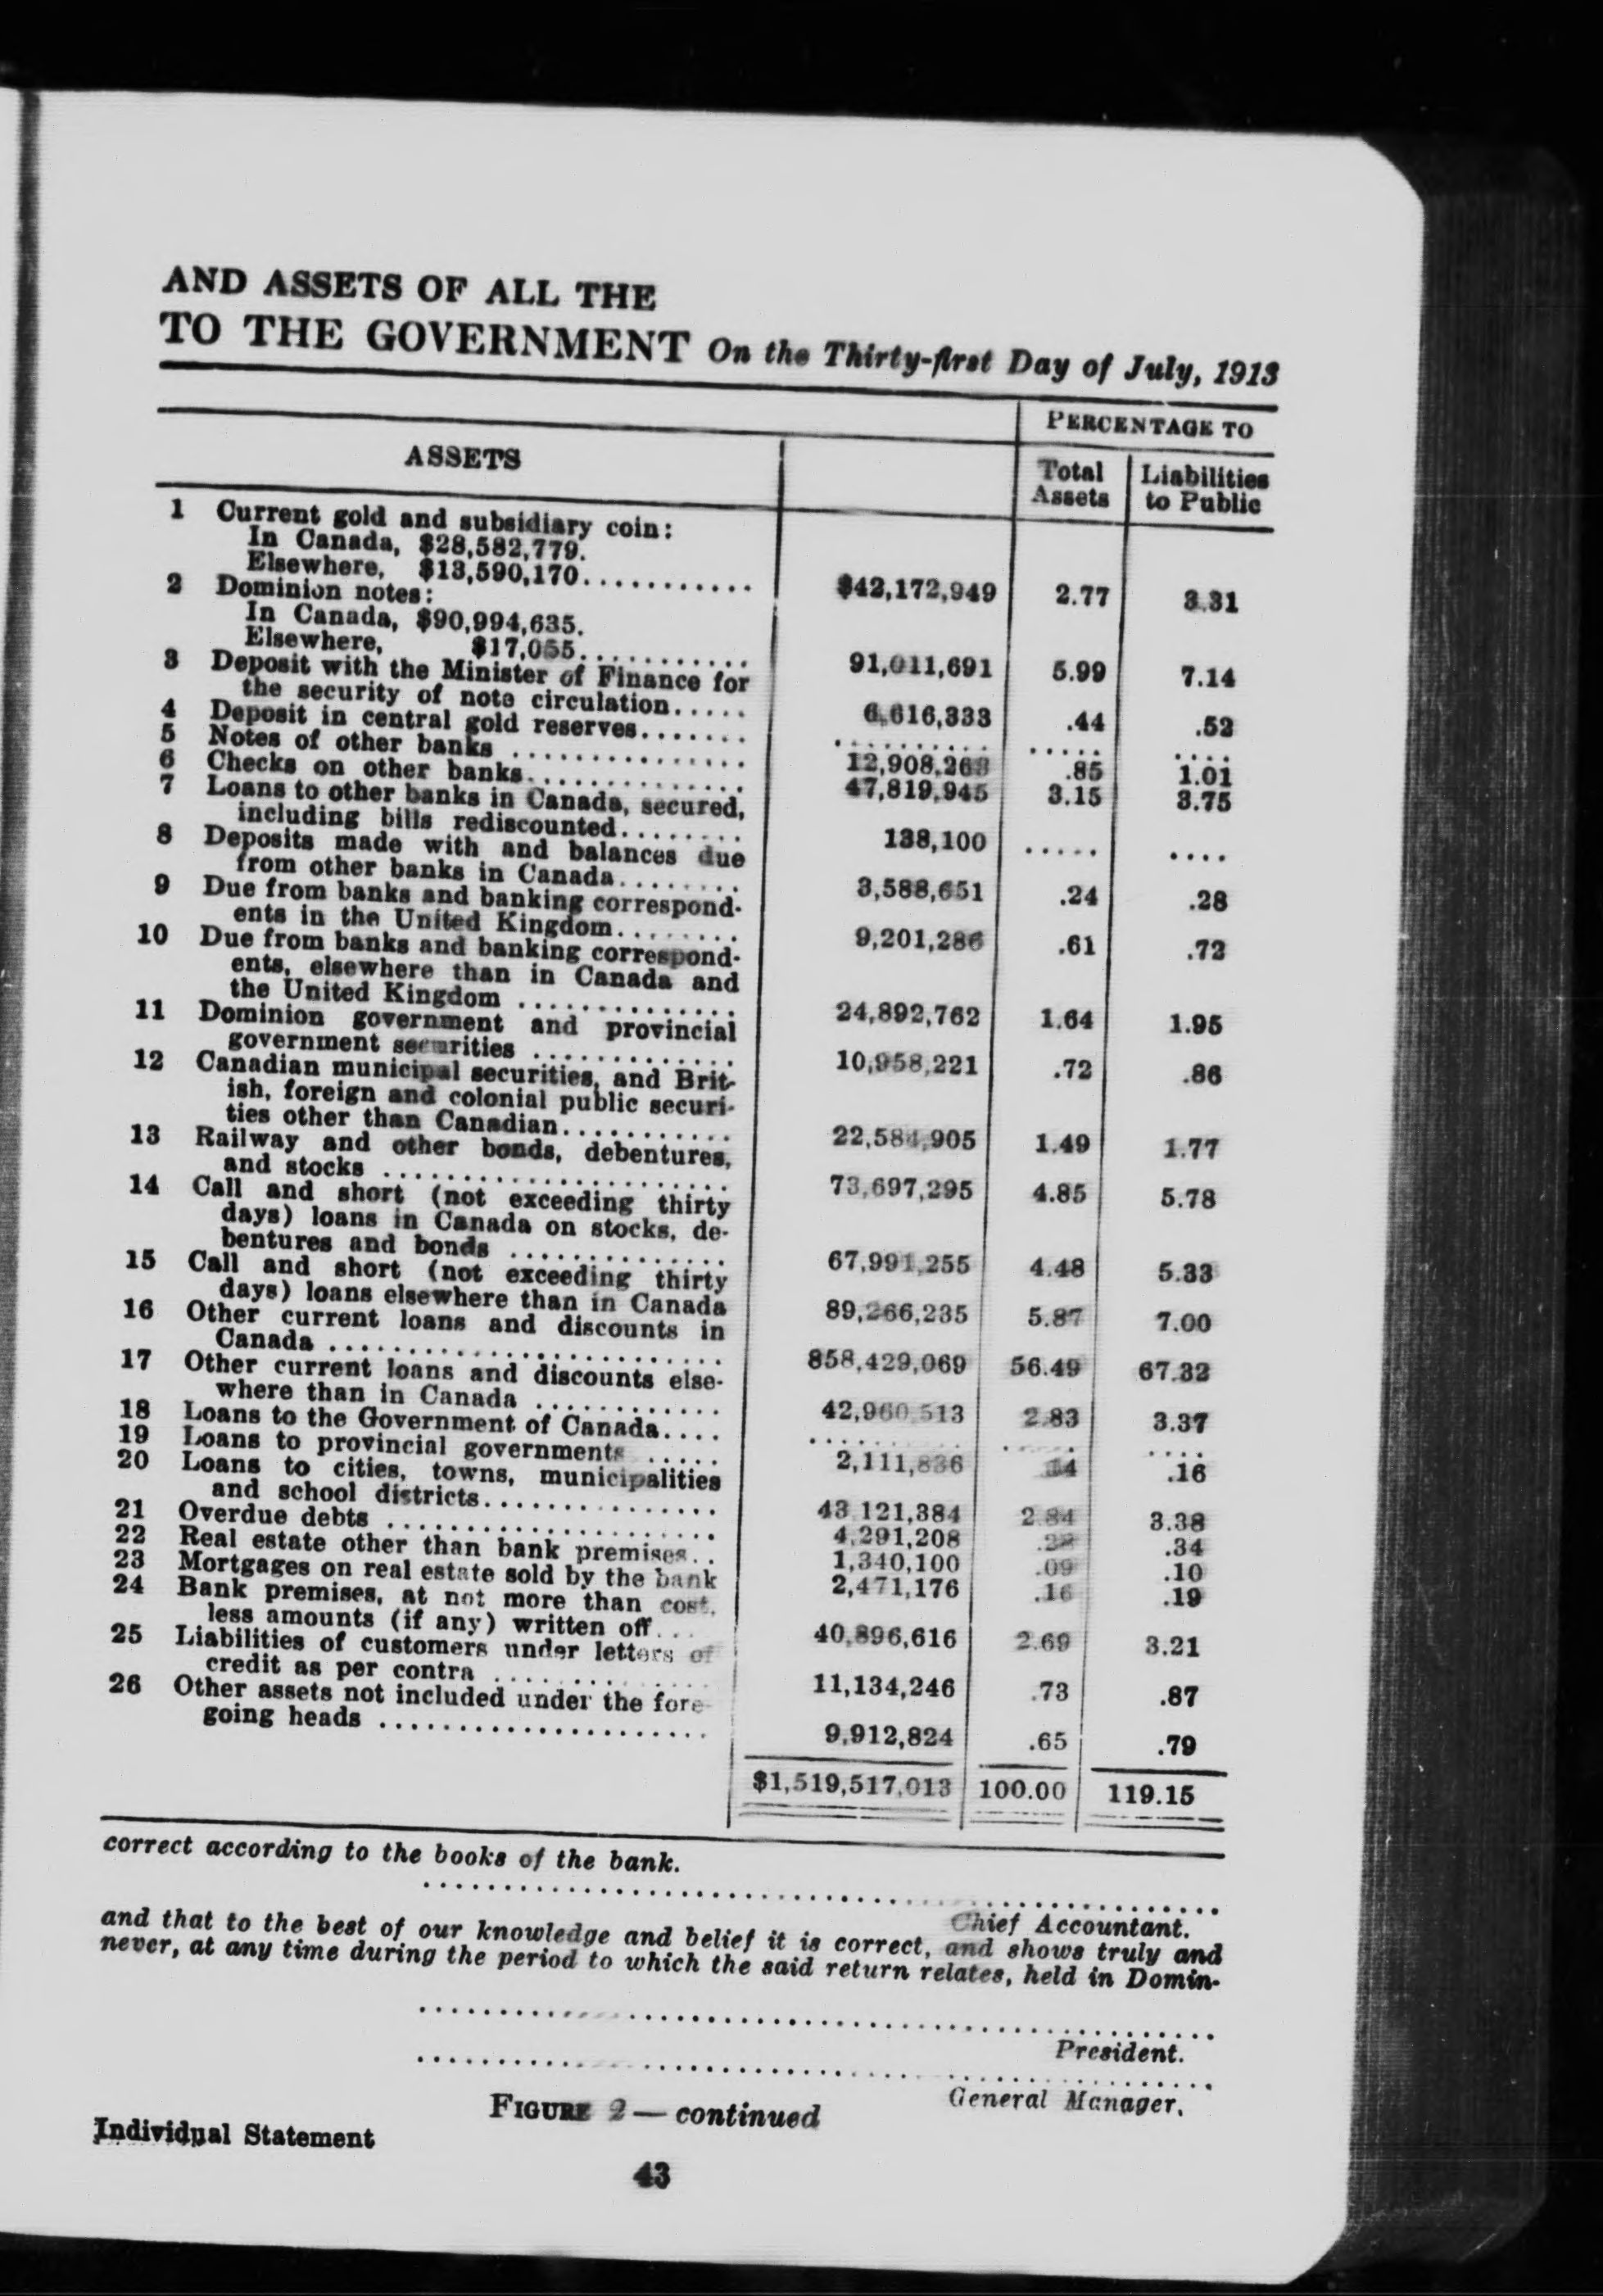 AND ASSETS OF ALL THE
TO THE GOVERNMENT On the Thirty-first Day of July, 1913
PERCENTAGE TO
ASSETS
Total Assets
Liabilities to Public
1 Current gold and subsidiary coin:
In Canada, $28,582,779.
Elsewhere, $13,590,170............ $42,172,949 2.77 3.31
2 Dominion notes:
In Canada, $90,994,635.
Elsewhere, $17,055............ 91,011,691 5.99 7.14
3 Deposit with the Minister of Finance for
the security of note circulation..... 6,616,333 .44 .52
4 Deposit in central gold reserves....... .......... ..... ....
5 Notes of other banks ............... 12,908,263 .85 1.01
6 Checks on other banks.............. 47,819,945 3.15 3.75
7 Loans to other banks in Canada, secured,
including bills rediscounted........ 138,100 ..... ....
8 Deposits made with and balances due
from other banks in Canada........ 3,588,651 .24 .28
9 Due from banks and banking correspond-
ents in the United Kingdom........ 9,201,286 .61 .72
10 Due from banks and banking correspond-
ents, elsewhere than in Canada and
the United Kingdom .............. 24,892,762 1.64 1.95
11 Dominion government and provincial
government securities ............. 10,958,221 .72 .86
12 Canadian municipal securities, and Brit-
ish, foreign and colonial public securi-
ties other than Canadian........... 22,584,905 1.49 1.77
13 Railway and other bonds, debentures,
and stocks ...................... 73,697,295 4.85 5.78
14 Call and short (not exceeding thirty
days) loans in Canada on stocks, de-
bentures and bonds .............. 67,991,255 4.48 5.33
15 Call and short (not exceeding thirty
days) loans elsewhere than in Canada 89,266,235 5.87 7.00
16 Other current loans and discounts in
Canada ......................... 858,429,069 56.49 67.32
17 Other current loans and discounts else-
where than in Canada ............ 42,960,513 2.83 3.37
18 Loans to the Government of Canada.... .......... ..... ....
19 Loans to provincial governments ..... 2,111,836 .14 .16
20 Loans to cities, towns, municipalities
and school districts............... 43,121,384 2.84 3.38
21 Overdue debts ..................... 4,291,208 .34
22 Real estate other than bank premises.. 1,340,100 .09 .10
23 Mortgages on real estate sold by the bank 2,471,176 .16 .19
24 Bank premises, at not more than cost,
less amounts (if any) written off... 40,896,616 2.69 3.21
25 Liabilities of customers under letters of
credit as per contra .............. 11,134,246 .73 .87
26 Other assets not included under the fore-
going heads ..................... 9,912,824 .65 .79
$1,519,517,013 100.00 119.15
correct according to the books of the bank.
..................................................
Chief Accountant.
and that to the best of our knowledge and belief it is correct, and shows truly and
never, at any time during the period to which the said return relates, held in Domin-
..................................................
President.
..................................................
General Manager.
FIGURE 2 — continued
Individual Statement
43